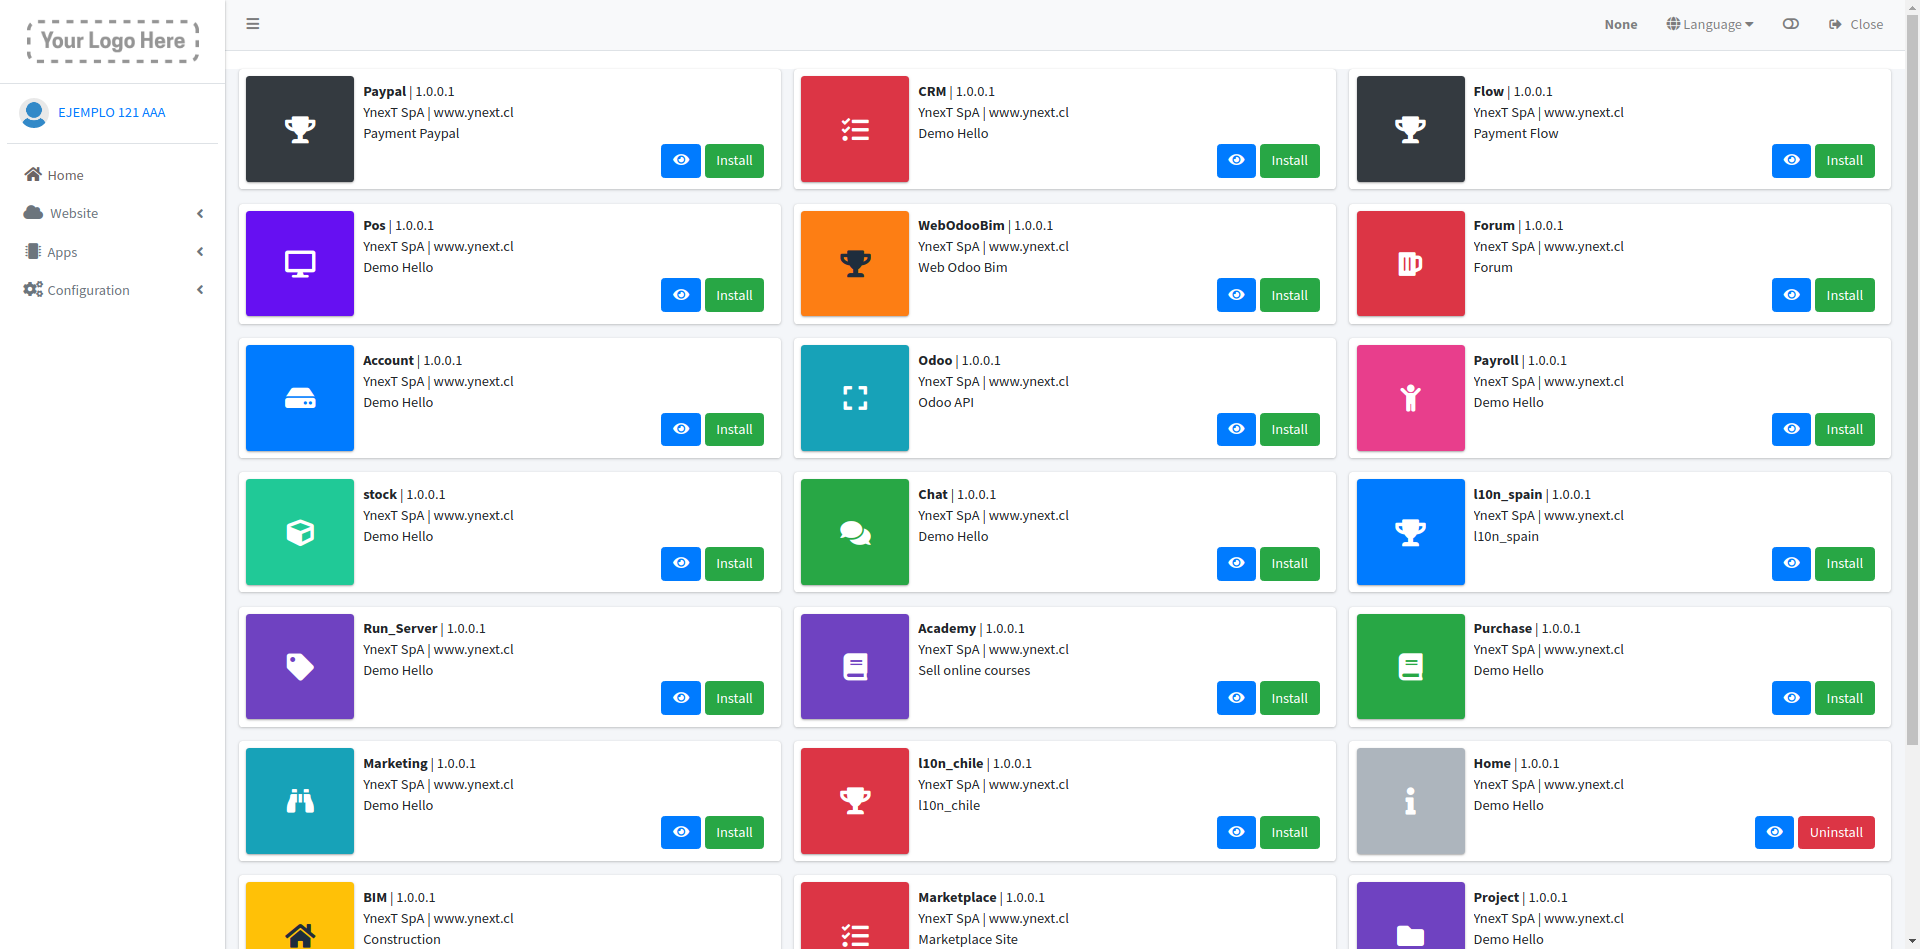 Your Logo Here
None
Language
Close
EJEMPLO 121 AAA
Home
Website
Apps
Configuration
Paypal | 1.0.0.1
YnexT SpA | www.ynext.cl
Payment Paypal
Install
CRM | 1.0.0.1
YnexT SpA | www.ynext.cl
Demo Hello
Install
Flow | 1.0.0.1
YnexT SpA | www.ynext.cl
Payment Flow
Install
Pos | 1.0.0.1
YnexT SpA | www.ynext.cl
Demo Hello
Install
WebOdooBim | 1.0.0.1
YnexT SpA | www.ynext.cl
Web Odoo Bim
Install
Forum | 1.0.0.1
YnexT SpA | www.ynext.cl
Forum
Install
Account | 1.0.0.1
YnexT SpA | www.ynext.cl
Demo Hello
Install
Odoo | 1.0.0.1
YnexT SpA | www.ynext.cl
Odoo API
Install
Payroll | 1.0.0.1
YnexT SpA | www.ynext.cl
Demo Hello
Install
stock | 1.0.0.1
YnexT SpA | www.ynext.cl
Demo Hello
Install
Chat | 1.0.0.1
YnexT SpA | www.ynext.cl
Demo Hello
Install
l10n_spain | 1.0.0.1
YnexT SpA | www.ynext.cl
l10n_spain
Install
Run_Server | 1.0.0.1
YnexT SpA | www.ynext.cl
Demo Hello
Install
Academy | 1.0.0.1
YnexT SpA | www.ynext.cl
Sell online courses
Install
Purchase | 1.0.0.1
YnexT SpA | www.ynext.cl
Demo Hello
Install
Marketing | 1.0.0.1
YnexT SpA | www.ynext.cl
Demo Hello
Install
l10n_chile | 1.0.0.1
YnexT SpA | www.ynext.cl
l10n_chile
Install
Home | 1.0.0.1
YnexT SpA | www.ynext.cl
Demo Hello
Uninstall
BIM | 1.0.0.1
YnexT SpA | www.ynext.cl
Construction
Marketplace | 1.0.0.1
YnexT SpA | www.ynext.cl
Marketplace Site
Project | 1.0.0.1
YnexT SpA | www.ynext.cl
Demo Hello